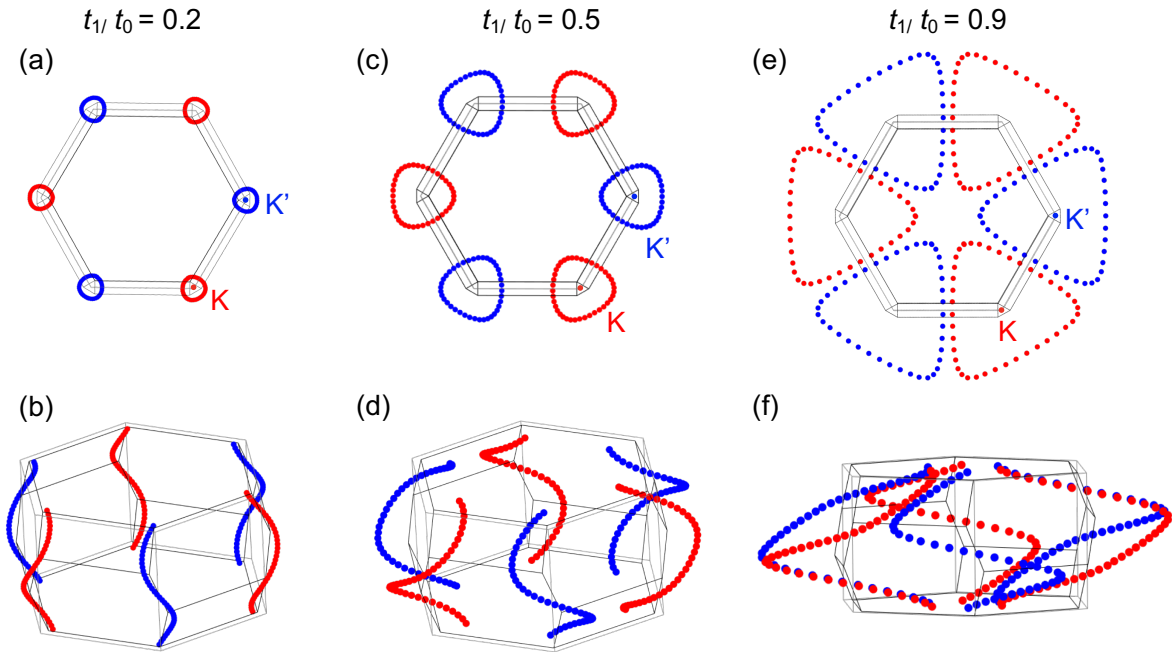 t1/ t0 = 0.2
t1/ t0 = 0.5
t1/ t0 = 0.9
(a)
(c)
(e)
K'
K
K'
K
K'
K
(b)
(d)
(f)